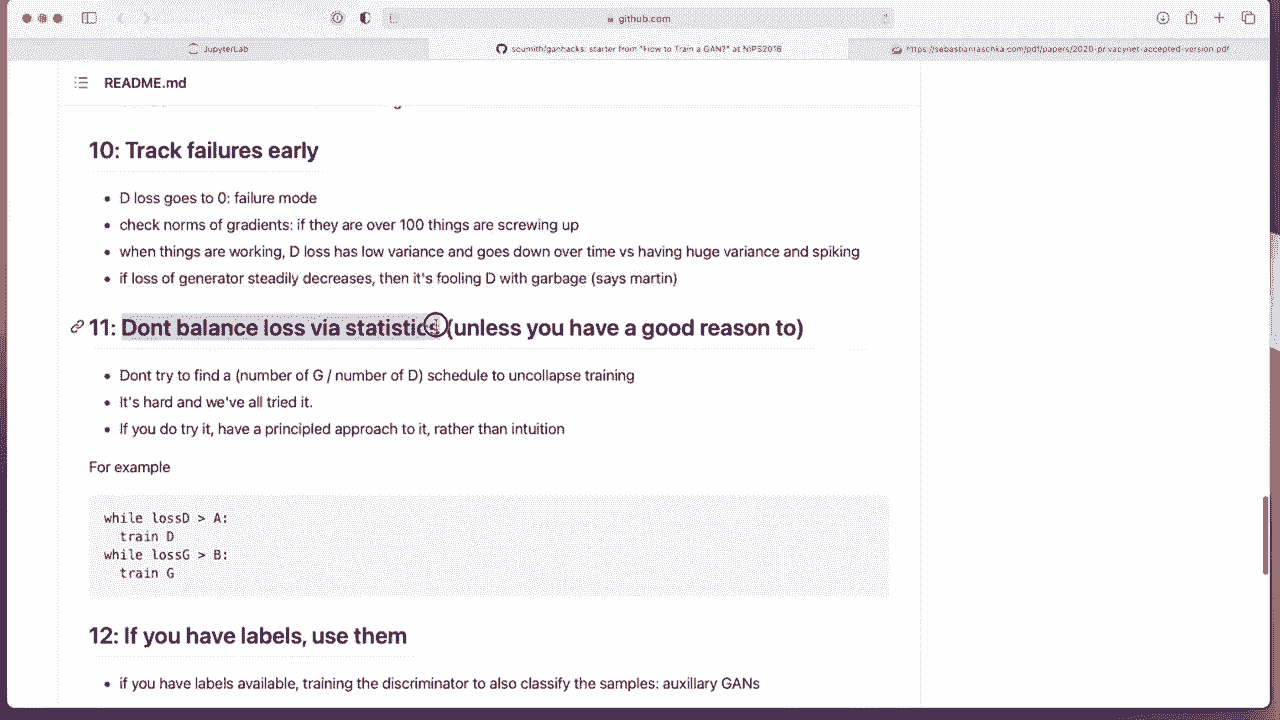 github.com
JupyterLab
soumith/ganhacks: starter from "How to Train a GAN?" at NIPS2016
https://sebastianraschka.com/pdf/papers/2020-privacynet-accepted-version.pdf
README.md
10: Track failures early
D loss goes to 0: failure mode
check norms of gradients: if they are over 100 things are screwing up
when things are working, D loss has low variance and goes down over time vs having huge variance and spiking
if loss of generator steadily decreases, then it's fooling D with garbage (says martin)
11: Dont balance loss via statistics (unless you have a good reason to)
Dont try to find a (number of G / number of D) schedule to uncollapse training
It's hard and we've all tried it.
If you do try it, have a principled approach to it, rather than intuition
For example
while lossD > A:
train D
while lossG > B:
train G
12: If you have labels, use them
if you have labels available, training the discriminator to also classify the samples: auxillary GANs